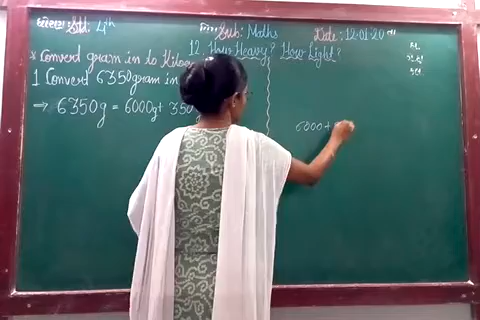 Std: 4th Sub: Maths Date: 12-01-20
12. How Heavy? How Light?
* Convert gram in to Kilog
1 Convert 6350gram in
⇒ 6350g = 6000g + 350
6000+